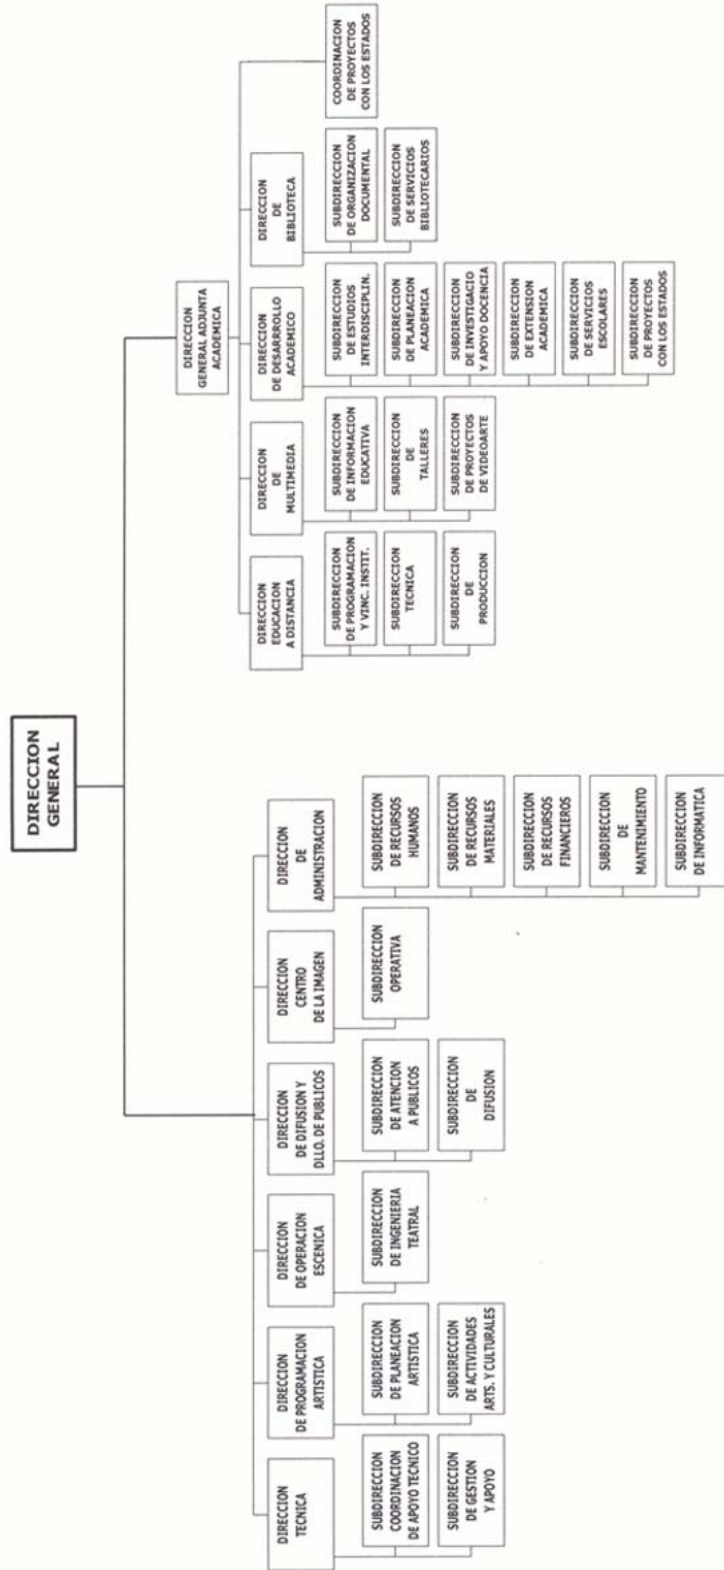 DIRECCION
GENERAL
DIRECCION
TECNICA
SUBDIRECCION
COORDINACION
DE APOYO TECNICO
SUBDIRECCION
DE GESTION
Y APOYO
DIRECCION
DE PROGRAMACION
ARTISTICA
SUBDIRECCION
DE PLANEACION
ARTISTICA
SUBDIRECCION
DE ACTIVIDADES
ARTS. Y CULTURALES
DIRECCION
DE OPERACION
ESCENICA
SUBDIRECCION
DE INGENIERIA
TEATRAL
DIRECCION
DE DIFUSION Y
DLLO. DE PUBLICOS
SUBDIRECCION
DE ATENCION
A PUBLICOS
SUBDIRECCION
DE
DIFUSION
DIRECCION
CENTRO
DE LA IMAGEN
SUBDIRECCION
OPERATIVA
DIRECCION
DE
ADMINISTRACION
SUBDIRECCION
DE RECURSOS
HUMANOS
SUBDIRECCION
DE RECURSOS
MATERIALES
SUBDIRECCION
DE RECURSOS
FINANCIEROS
SUBDIRECCION
DE
MANTENIMIENTO
SUBDIRECCION
DE INFORMATICA
DIRECCION
GENERAL ADJUNTA
ACADEMICA
DIRECCION
EDUCACION
A DISTANCIA
SUBDIRECCION
DE PROGRAMACION
Y VINC. INSTIT.
SUBDIRECCION
TECNICA
SUBDIRECCION
DE
PRODUCCION
DIRECCION
DE
MULTIMEDIA
SUBDIRECCION
DE INFORMACION
EDUCATIVA
SUBDIRECCION
DE
TALLERES
SUBDIRECCION
DE PROYECTOS
DE VIDEOARTE
DIRECCION
DE DESARRROLLO
ACADEMICO
SUBDIRECCION
DE ESTUDIOS
INTERDISCIPLIN.
SUBDIRECCION
DE PLANEACION
ACADEMICA
SUBDIRECCION
DE INVESTIGACIO
Y APOYO DOCENCIA
SUBDIRECCION
DE EXTENSION
ACADEMICA
SUBDIRECCION
DE SERVICIOS
ESCOLARES
SUBDIRECCION
DE PROYECTOS
CON LOS ESTADOS
DIRECCION
DE
BIBLIOTECA
SUBDIRECCION
DE ORGANIZACION
DOCUMENTAL
SUBDIRECCION
DE SERVICIOS
BIBLIOTECARIOS
COORDINACION
DE PROYECTOS
CON LOS ESTADOS